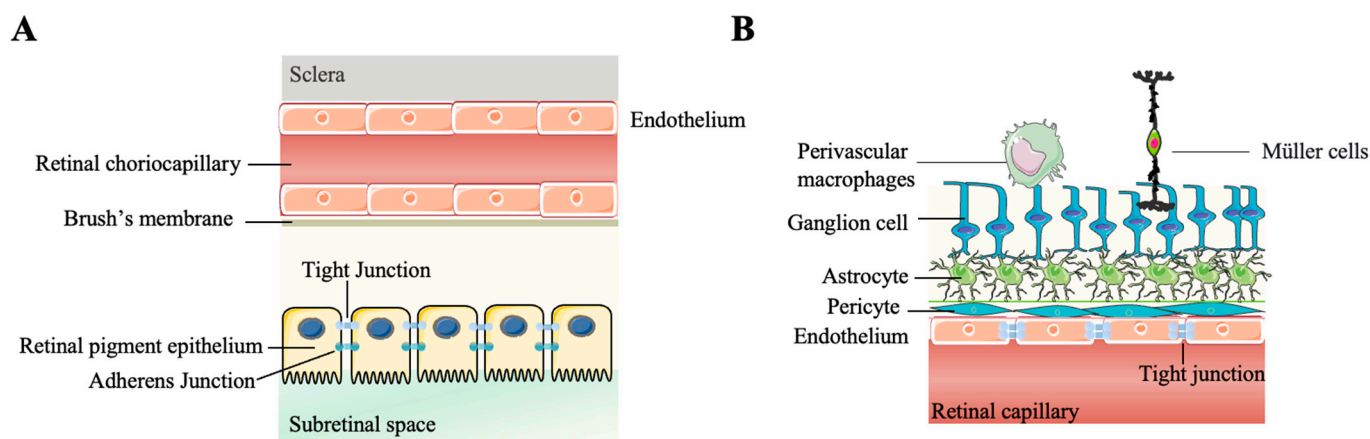 A
Sclera
Endothelium
Retinal choriocapillary
Brush's membrane
Tight Junction
Retinal pigment epithelium
Adherens Junction
Subretinal space
B
Perivascular
macrophages
Müller cells
Ganglion cell
Astrocyte
Pericyte
Endothelium
Tight junction
Retinal capillary